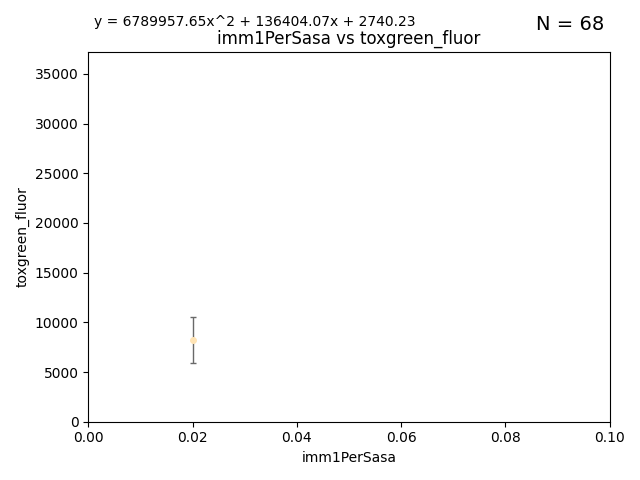 y = 6789957.65x^2 + 136404.07x + 2740.23
N = 68
imm1PerSasa vs toxgreen_fluor
35000
30000
25000
20000
15000
10000
5000
0
toxgreen_fluor
0.00 0.02 0.04 0.06 0.08 0.10
imm1PerSasa